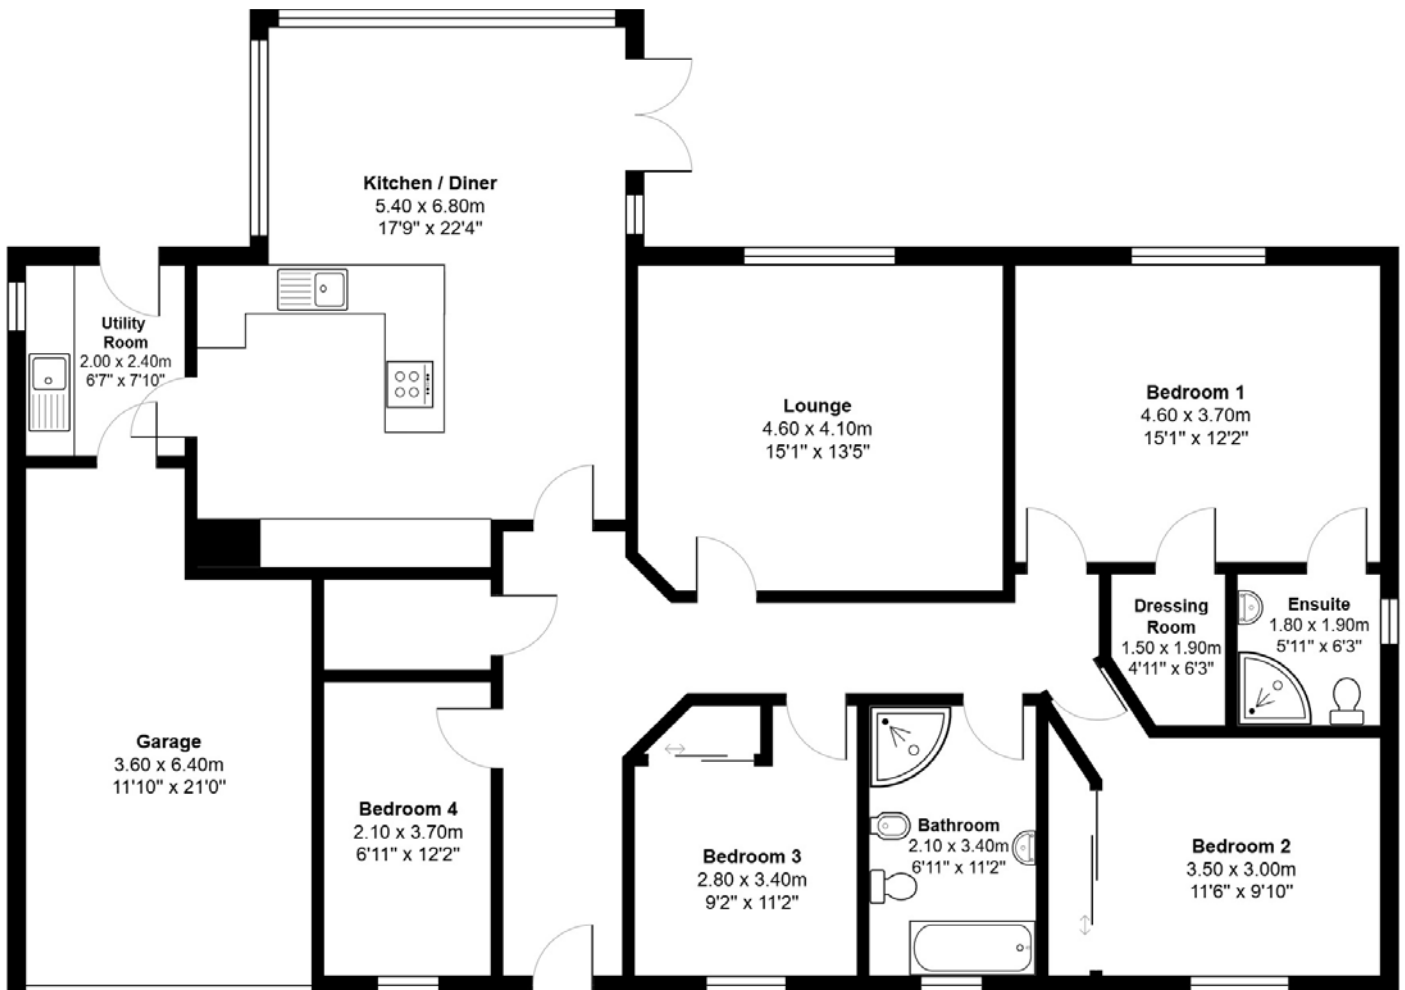 Kitchen / Diner
5.40 x 6.80m
17'9" x 22'4"
Utility
Room
2.00 x 2.40m
6'7" x 7'10"
Lounge
4.60 x 4.10m
15'1" x 13'5"
Bedroom 1
4.60 x 3.70m
15'1" x 12'2"
Dressing
Room
1.50 x 1.90m
4'11" x 6'3"
Ensuite
1.80 x 1.90m
5'11" x 6'3"
Garage
3.60 x 6.40m
11'10" x 21'0"
Bedroom 4
2.10 x 3.70m
6'11" x 12'2"
Bedroom 3
2.80 x 3.40m
9'2" x 11'2"
Bathroom
2.10 x 3.40m
6'11" x 11'2"
Bedroom 2
3.50 x 3.00m
11'6" x 9'10"